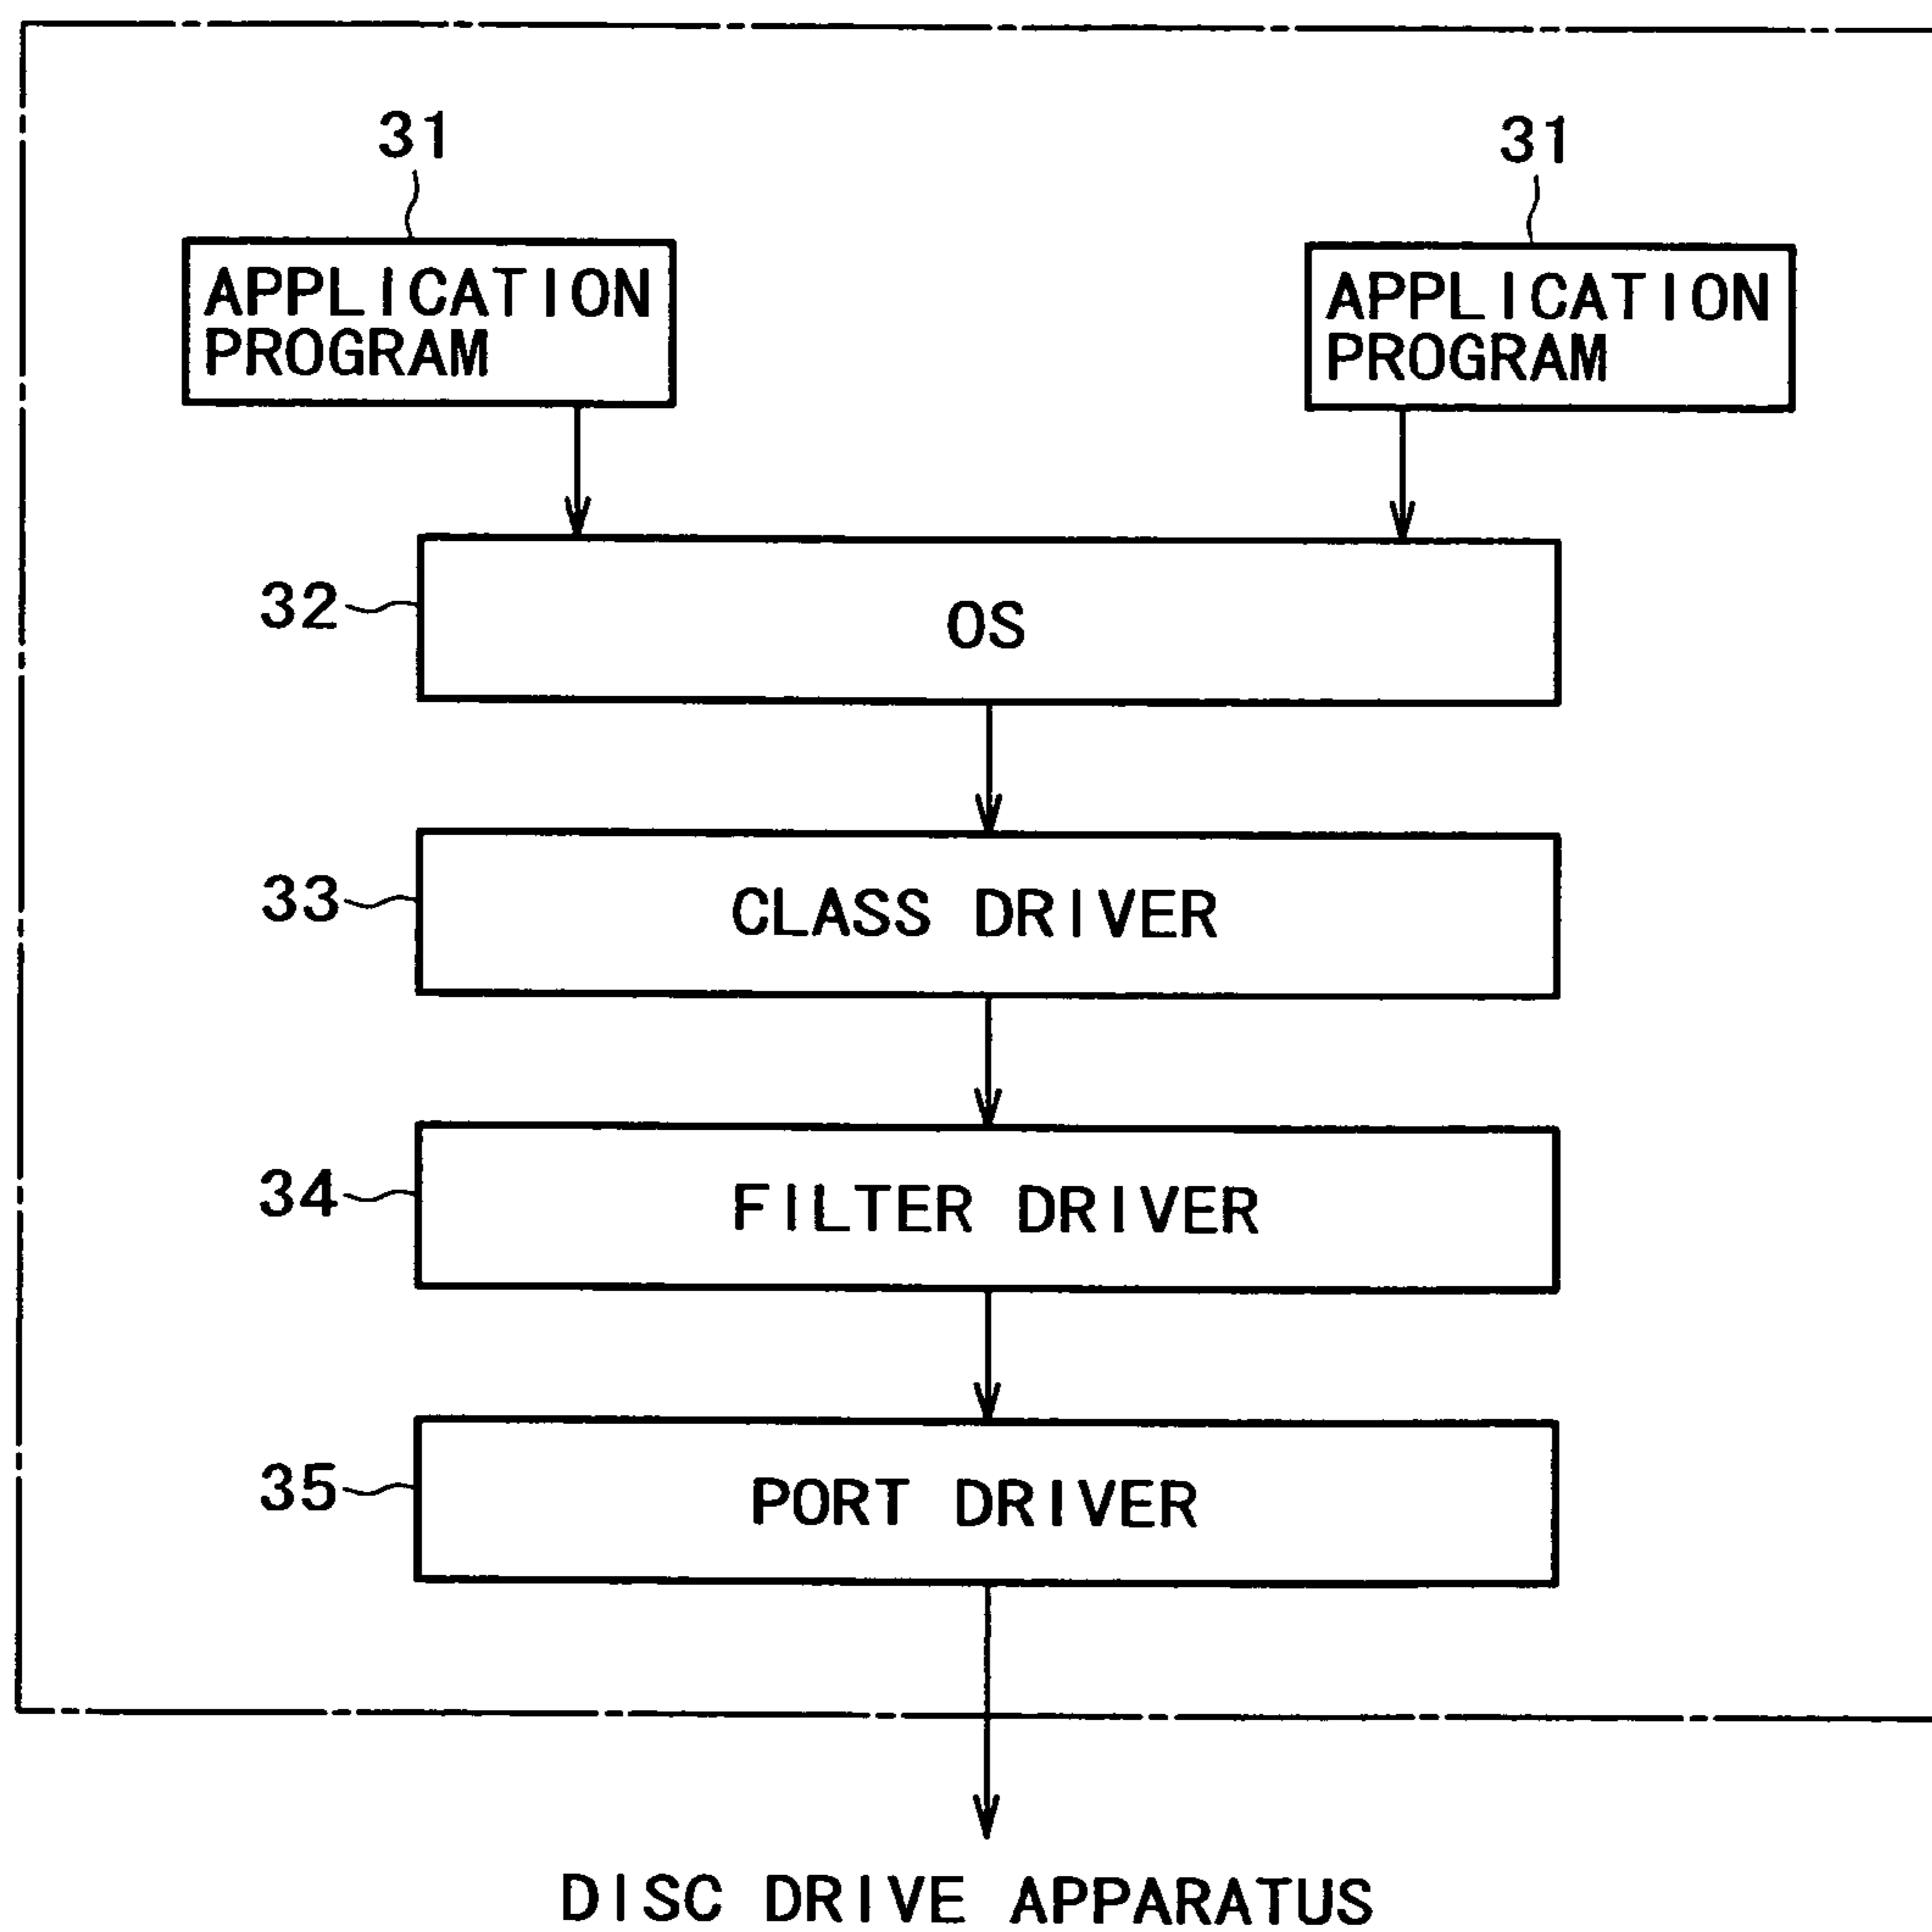 31
31
APPLICATION
PROGRAM
APPLICATION
PROGRAM
32
OS
33
CLASS DRIVER
34
FILTER DRIVER
35
PORT DRIVER
DISC DRIVE APPARATUS